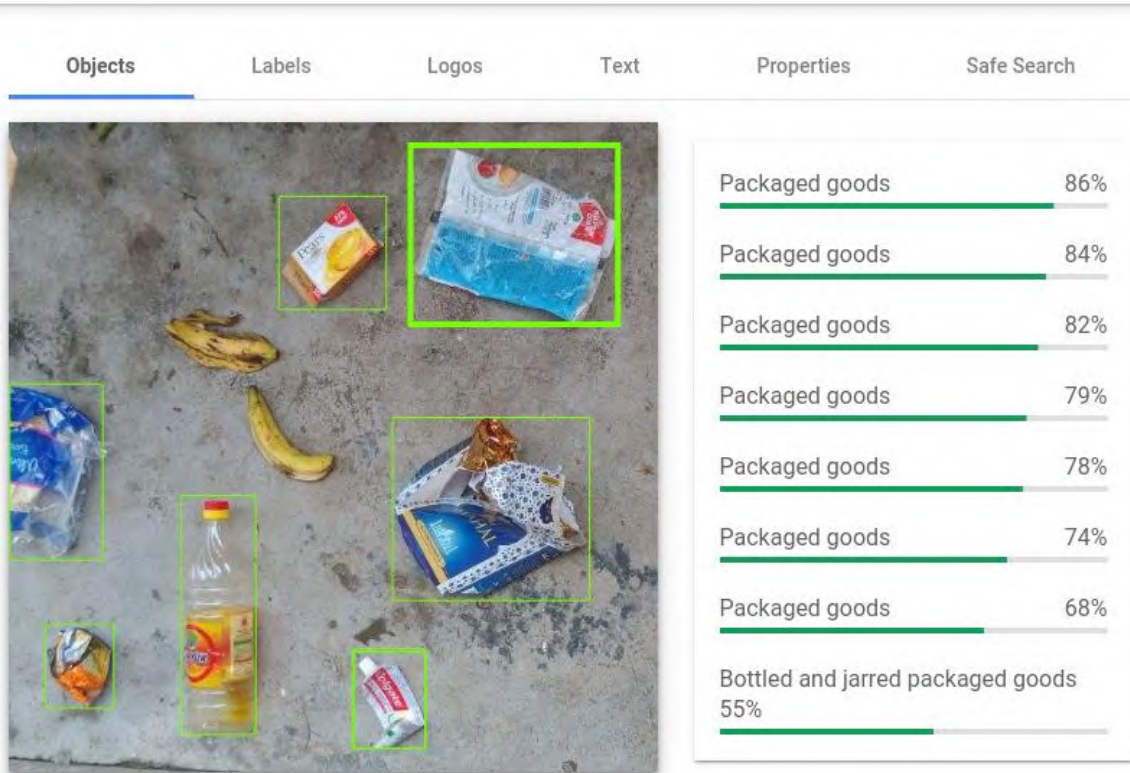 Objects
Labels
Logos
Text
Properties
Safe Search
Packaged goods 86%
Packaged goods 84%
Packaged goods 82%
Packaged goods 79%
Packaged goods 78%
Packaged goods 74%
Packaged goods 68%
Bottled and jarred packaged goods
55%
Pears
Colgate